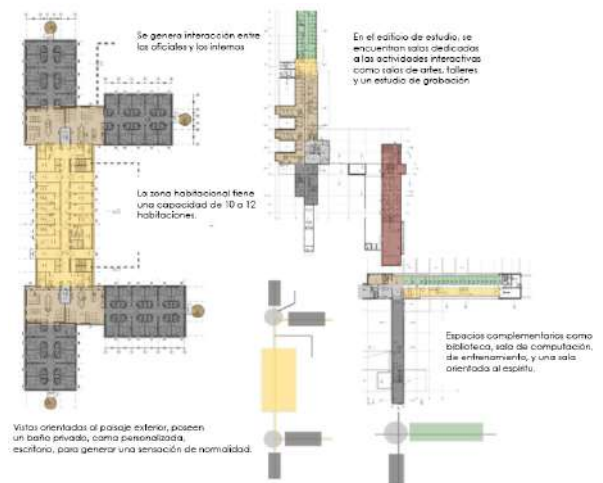 Se genera interacción entre
los oficiales y los internos
En el edificio de estudio, se
encuentran salas dedicadas
a las actividades interactivas
como salas de artes, talleres
y un estudio de grabación
La zona habitacional tiene
una capacidad de 10 a 12
habitaciones.
Espacios complementarios como
biblioteca, sala de computación,
de entrenamiento, y una sala
orientada al espíritu.
Vistas orientadas al paisaje exterior, poseen
un baño privado, cama personalizada,
escritorio, para generar una sensación de normalidad.